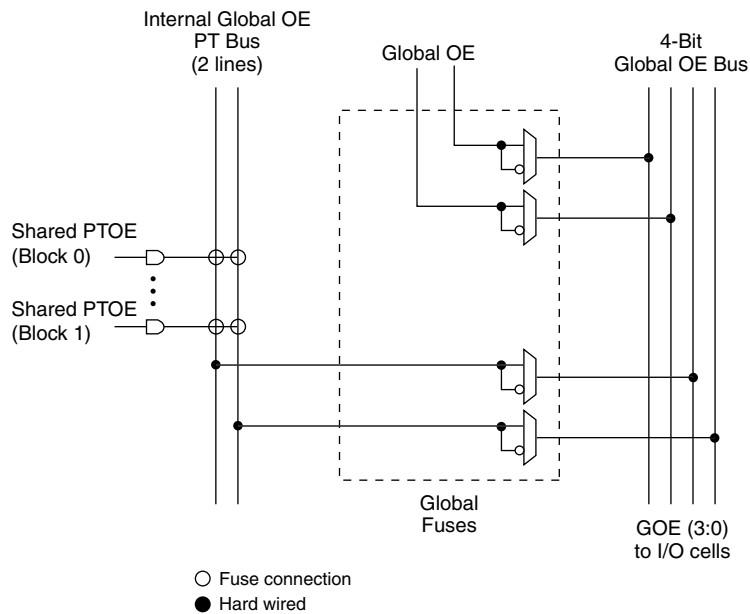 Internal Global OE
PT Bus
(2 lines)
Global OE
4-Bit
Global OE Bus
Shared PTOE
(Block 0)
Shared PTOE
(Block 1)
Global
Fuses
GOE (3:0)
to I/O cells
Fuse connection
Hard wired